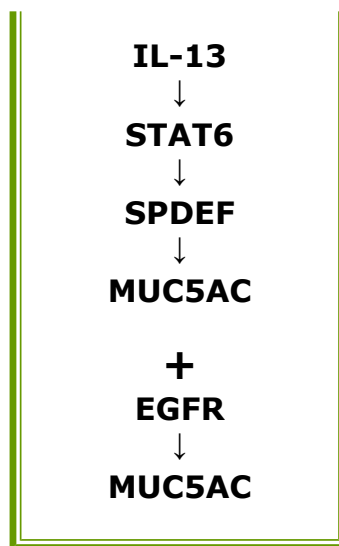 IL-13
↓
STAT6
↓
SPDEF
↓
MUC5AC
+
EGFR
↓
MUC5AC